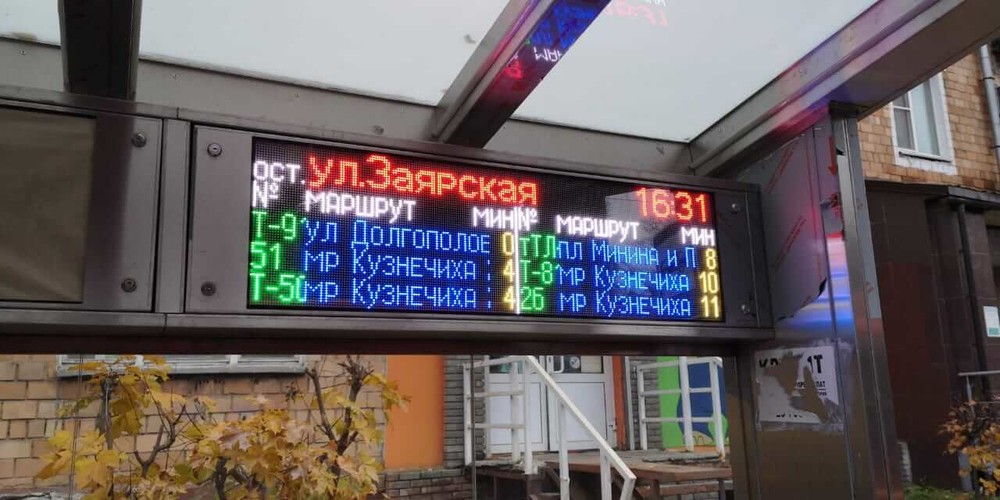 ост. ул.Заярская 16:31
№ МАРШРУТ МИН № МАРШРУТ МИН
Т-9 ул Долгополое 0 тТЛ пл Минина и П 8
51 мр Кузнечиха 4 Т-8 мр Кузнечиха 10
Т-50 мр Кузнечиха 4 26 мр Кузнечиха 11